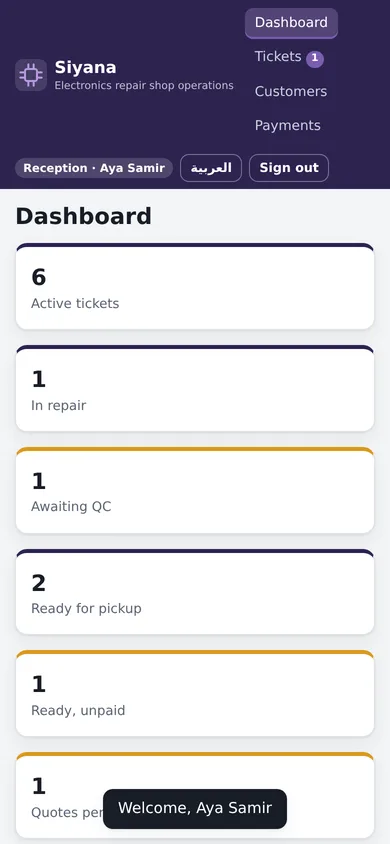 Siyana
Electronics repair shop operations
Dashboard
Tickets 1
Customers
Payments
Reception · Aya Samir
العربية
Sign out
Dashboard
6
Active tickets
1
In repair
1
Awaiting QC
2
Ready for pickup
1
Ready, unpaid
1
Quotes
Welcome, Aya Samir